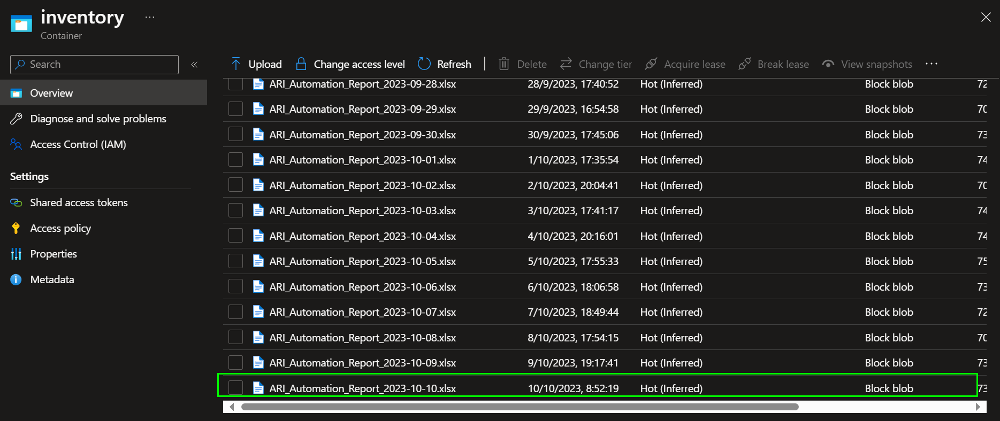 inventory ...
Container
Search «
Overview
Diagnose and solve problems
Access Control (IAM)
Settings
Shared access tokens
Access policy
Properties
Metadata
Upload Change access level Refresh | Delete Change tier Acquire lease Break lease View snapshots ...
ARI_Automation_Report_2023-09-28.xlsx 28/9/2023, 17:40:52 Hot (Inferred) Block blob 72
ARI_Automation_Report_2023-09-29.xlsx 29/9/2023, 16:54:58 Hot (Inferred) Block blob 70
ARI_Automation_Report_2023-09-30.xlsx 30/9/2023, 17:45:06 Hot (Inferred) Block blob 73
ARI_Automation_Report_2023-10-01.xlsx 1/10/2023, 17:35:54 Hot (Inferred) Block blob 74
ARI_Automation_Report_2023-10-02.xlsx 2/10/2023, 20:04:41 Hot (Inferred) Block blob 70
ARI_Automation_Report_2023-10-03.xlsx 3/10/2023, 17:41:17 Hot (Inferred) Block blob 74
ARI_Automation_Report_2023-10-04.xlsx 4/10/2023, 20:16:01 Hot (Inferred) Block blob 74
ARI_Automation_Report_2023-10-05.xlsx 5/10/2023, 17:55:33 Hot (Inferred) Block blob 75
ARI_Automation_Report_2023-10-06.xlsx 6/10/2023, 18:06:58 Hot (Inferred) Block blob 73
ARI_Automation_Report_2023-10-07.xlsx 7/10/2023, 18:49:44 Hot (Inferred) Block blob 72
ARI_Automation_Report_2023-10-08.xlsx 8/10/2023, 17:54:15 Hot (Inferred) Block blob 70
ARI_Automation_Report_2023-10-09.xlsx 9/10/2023, 19:17:41 Hot (Inferred) Block blob 73
ARI_Automation_Report_2023-10-10.xlsx 10/10/2023, 8:52:19 Hot (Inferred) Block blob 73